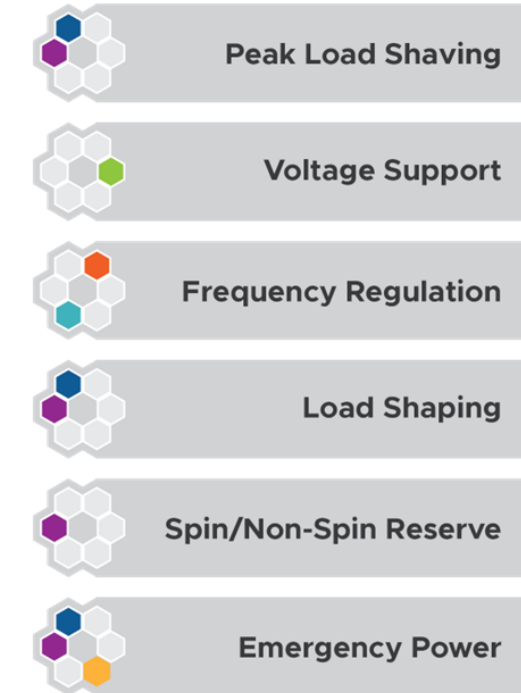 Peak Load Shaving
Voltage Support
Frequency Regulation
Load Shaping
Spin/Non-Spin Reserve
Emergency Power